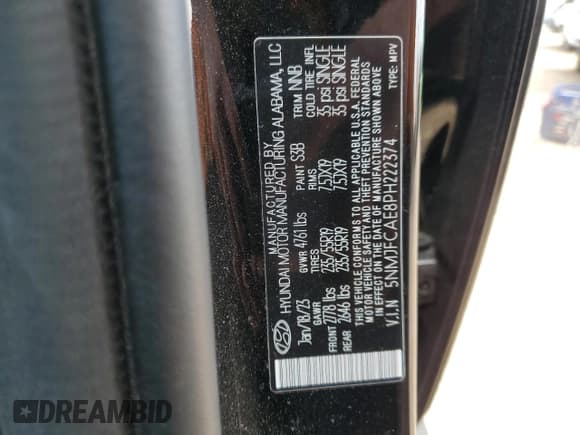 MANUFACTURED BY
HYUNDAI MOTOR MANUFACTURING ALABAMA, LLC
Jan/18/23 GVWR 4761 lbs PAINT S3B TRIM NNB
GAWR TIRES RIMS COLD TIRE INFL
FRONT 2778 lbs 235/55R19 7.5JX19 35 psi SINGLE
REAR 2646 lbs 235/55R19 7.5JX19 35 psi SINGLE
THIS VEHICLE CONFORMS TO ALL APPLICABLE U.S.A. FEDERAL
MOTOR VEHICLE SAFETY AND THEFT PREVENTION STANDARDS
IN EFFECT ON THE DATE OF MANUFACTURE SHOWN ABOVE
V.I.N 5NMJFCAE8PH222374 TYPE: MPV
DREAMBID